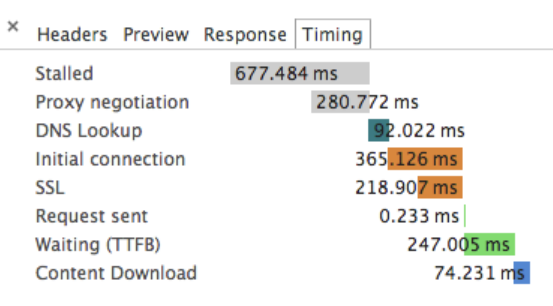 × Headers Preview Response Timing
Stalled 677.484 ms
Proxy negotiation 280.772 ms
DNS Lookup 92.022 ms
Initial connection 365.126 ms
SSL 218.907 ms
Request sent 0.233 ms
Waiting (TTFB) 247.005 ms
Content Download 74.231 ms